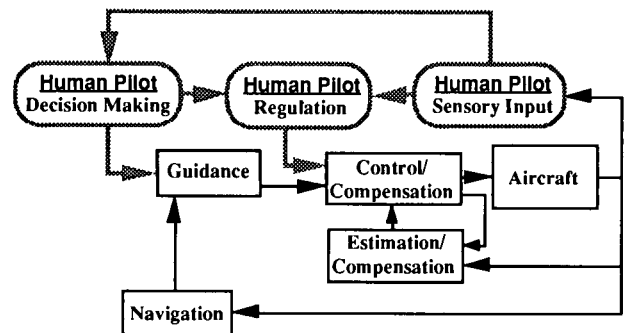 Human Pilot
Decision Making
Human Pilot
Regulation
Human Pilot
Sensory Input
Guidance
Control/
Compensation
Aircraft
Estimation/
Compensation
Navigation